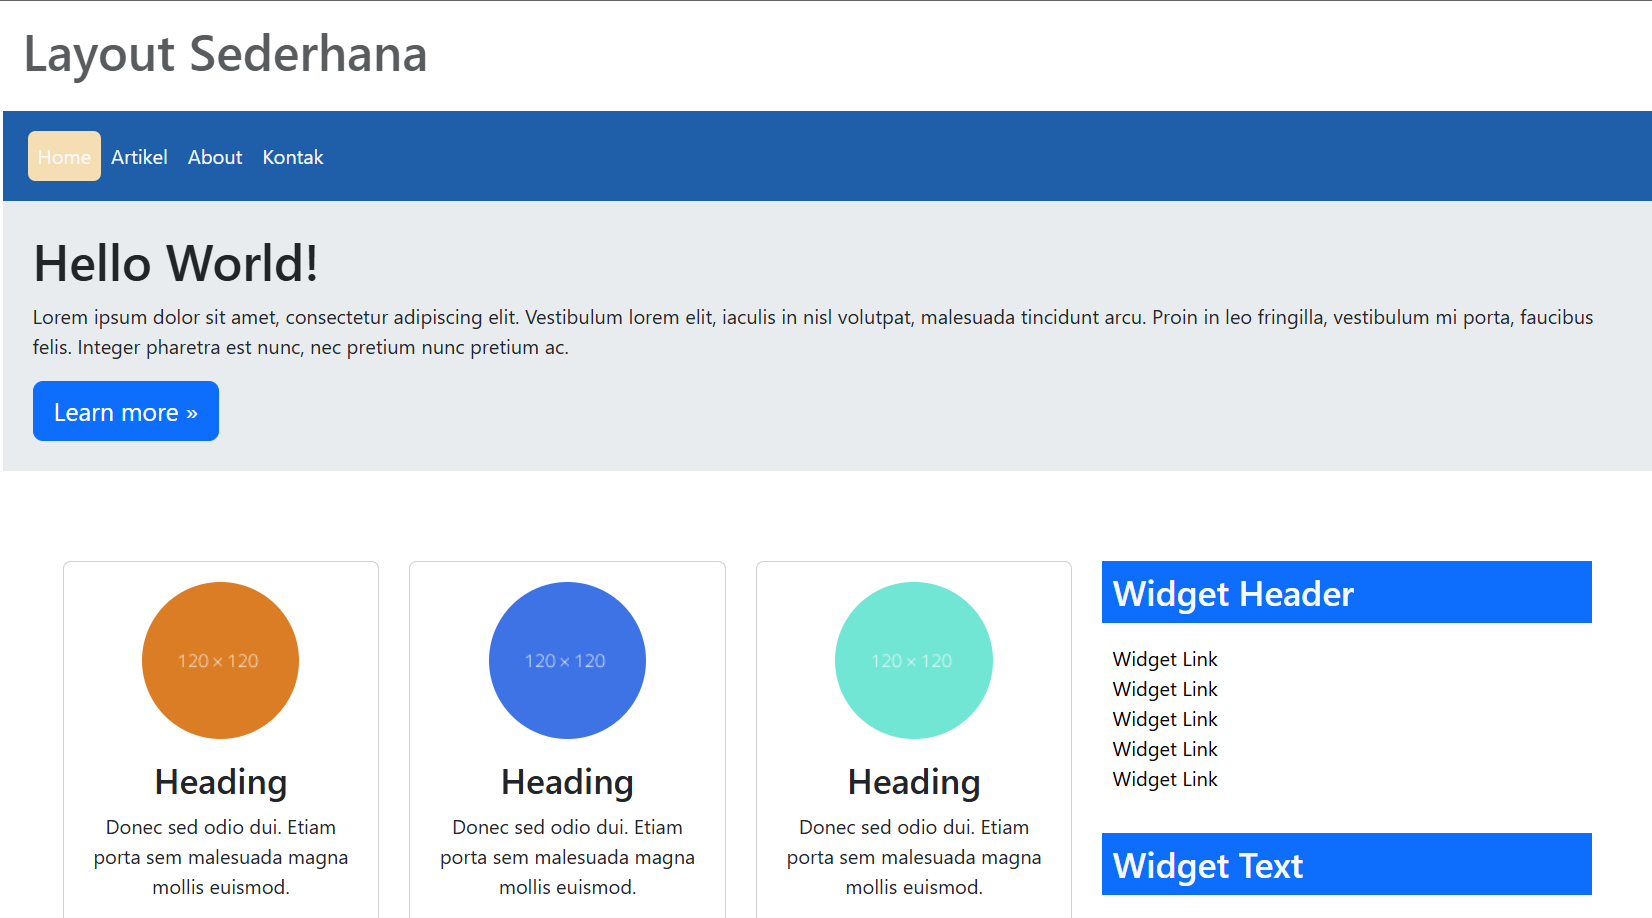 Layout Sederhana
Home Artikel About Kontak
Hello World!
Lorem ipsum dolor sit amet, consectetur adipiscing elit. Vestibulum lorem elit, iaculis in nisl volutpat, malesuada tincidunt arcu. Proin in leo fringilla, vestibulum mi porta, faucibus
felis. Integer pharetra est nunc, nec pretium nunc pretium ac.
Learn more »
120 × 120
Heading
Donec sed odio dui. Etiam
porta sem malesuada magna
mollis euismod.
120 × 120
Heading
Donec sed odio dui. Etiam
porta sem malesuada magna
mollis euismod.
120 × 120
Heading
Donec sed odio dui. Etiam
porta sem malesuada magna
mollis euismod.
Widget Header
Widget Link
Widget Link
Widget Link
Widget Link
Widget Link
Widget Text